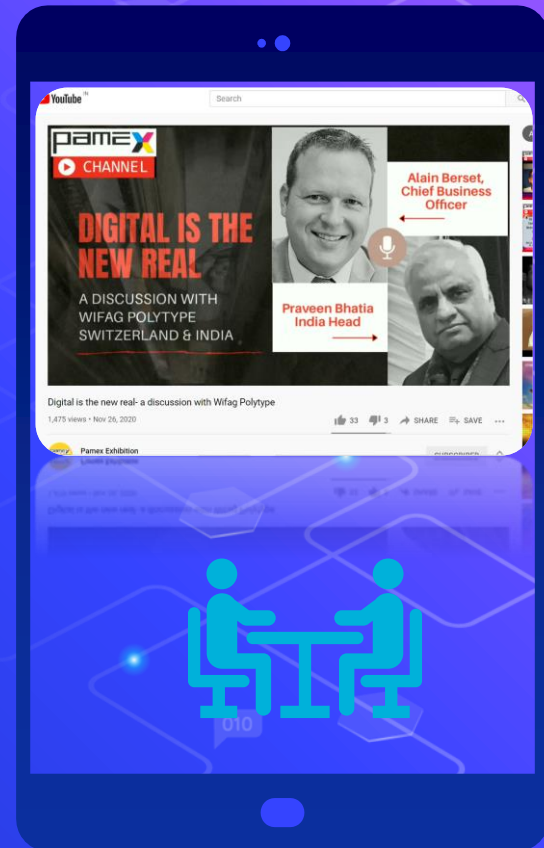 YouTube IN
Search
PAMEX
CHANNEL
DIGITAL IS THE
NEW REAL
A DISCUSSION WITH
WIFAG POLYTYPE
SWITZERLAND & INDIA
Alain Berset,
Chief Business
Officer
Praveen Bhatia
India Head
Digital is the new real- a discussion with Wifag Polytype
1,475 views • Nov 26, 2020
33
3
SHARE
SAVE
Pamex Exhibition
SUBSCRIBED
010